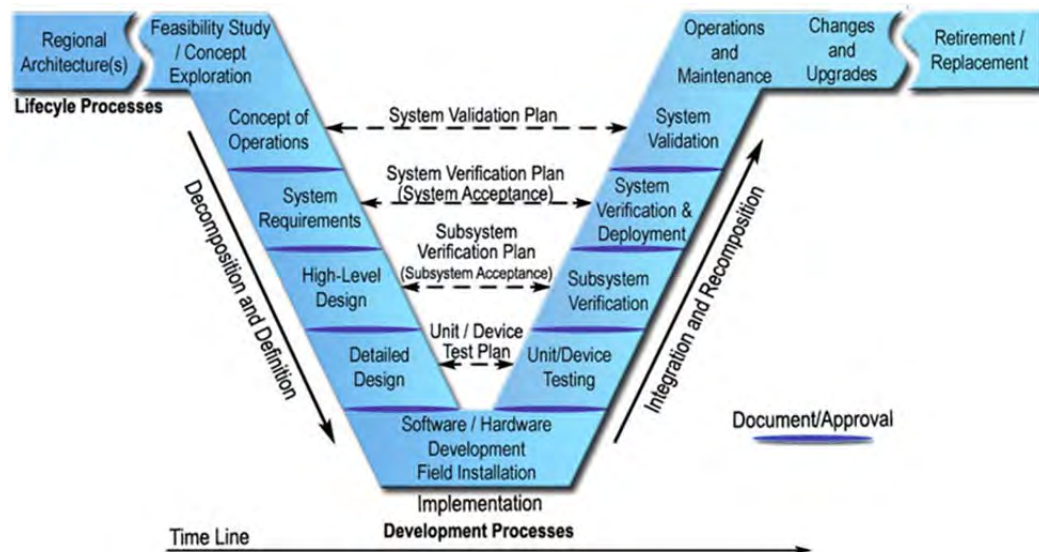 Regional
Architecture(s)
Feasibility Study
/ Concept
Exploration
Operations
and
Maintenance
Changes
and
Upgrades
Retirement /
Replacement
Lifecyle Processes
Concept of
Operations
System Validation Plan
System
Validation
System
Requirements
System Verification Plan
(System Acceptance)
System
Verification &
Deployment
High-Level
Design
Subsystem
Verification Plan
(Subsystem Acceptance)
Subsystem
Verification
Detailed
Design
Unit / Device
Test Plan
Unit/Device
Testing
Decomposition and Definition
Integration and Recomposition
Software / Hardware
Development
Field Installation
Document/Approval
Implementation
Development Processes
Time Line